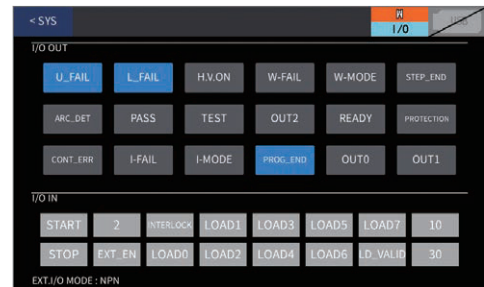 < SYS
I/O
USB
I/O OUT
U_FAIL L_FAIL H.V.ON W-FAIL W-MODE STEP_END
ARC_DET PASS TEST OUT2 READY PROTECTION
CONT_ERR I-FAIL I-MODE PROG_END OUT0 OUT1
I/O IN
START 2 INTERLOCK LOAD1 LOAD3 LOAD5 LOAD7 10
STOP EXT_EN LOAD0 LOAD2 LOAD4 LOAD6 LD_VALID 30
EXT.I/O MODE : NPN